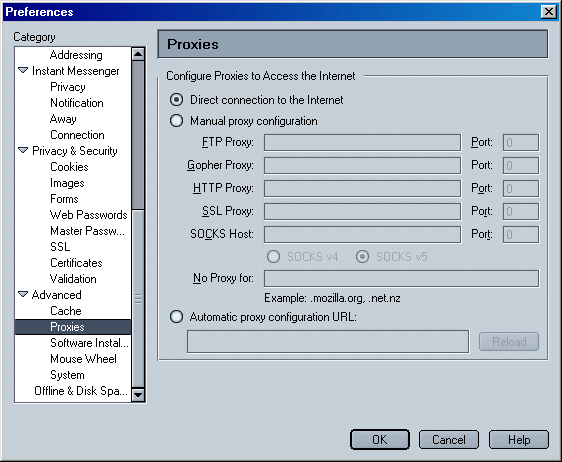 Preferences
Category
Addressing
Instant Messenger
Privacy
Notification
Away
Connection
Privacy & Security
Cookies
Images
Forms
Web Passwords
Master Passw...
SSL
Certificates
Validation
Advanced
Cache
Proxies
Software Instal...
Mouse Wheel
System
Offline & Disk Spa...
Proxies
Configure Proxies to Access the Internet
Direct connection to the Internet
Manual proxy configuration
FTP Proxy: Port: 0
Gopher Proxy: Port: 0
HTTP Proxy: Port: 0
SSL Proxy: Port: 0
SOCKS Host: Port: 0
SOCKS v4 SOCKS v5
No Proxy for:
Example: .mozilla.org, .net.nz
Automatic proxy configuration URL:
Reload
OK Cancel Help